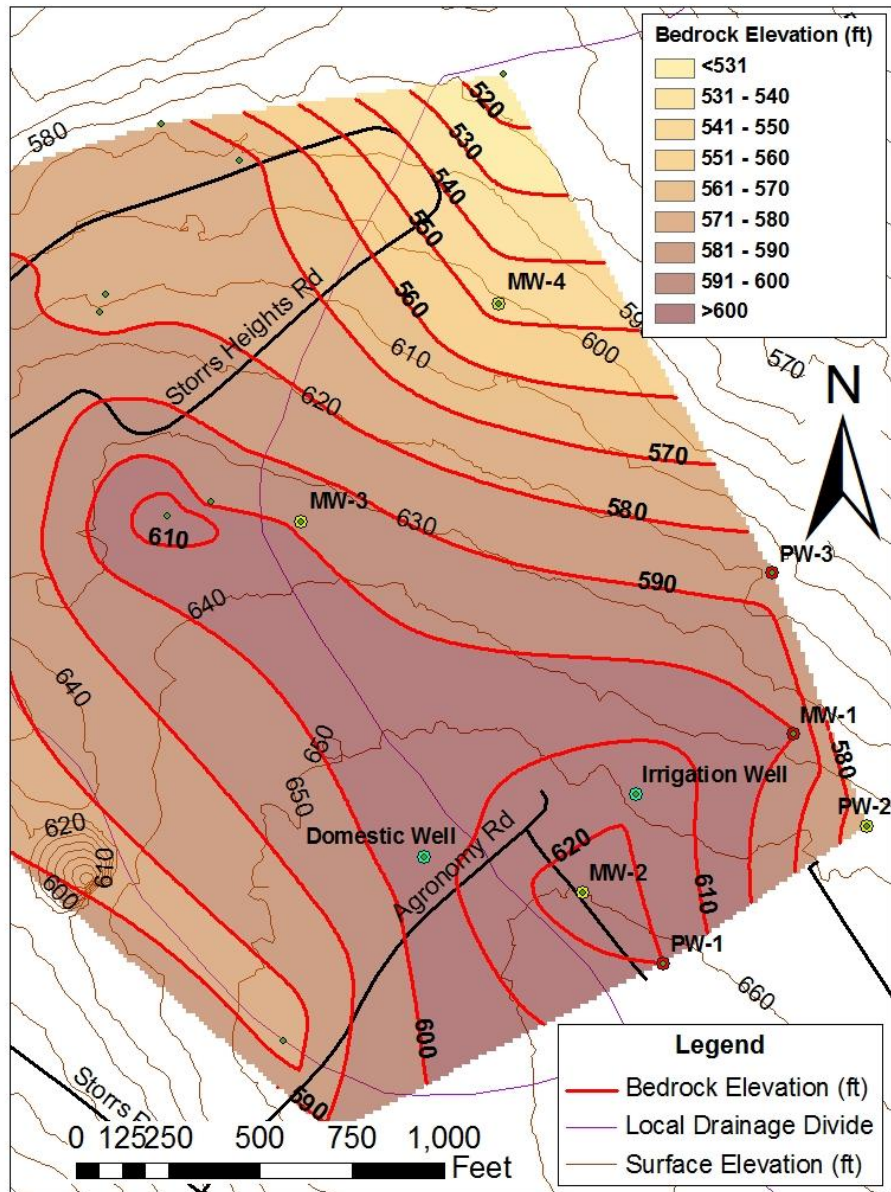 Bedrock Elevation (ft)
<531
531 - 540
541 - 550
551 - 560
561 - 570
571 - 580
581 - 590
591 - 600
>600
580
520
530
540
550
MW-4
560
600
570
N
Storrs Heights Rd
610
620
570
MW-3
630
580
610
PW-3
590
640
640
MW-1
650
580
650
Irrigation Well
PW-2
620
Domestic Well
Agronomy Rd
620
610
600
MW-2
610
PW-1
660
600
590
Legend
Bedrock Elevation (ft)
Local Drainage Divide
Surface Elevation (ft)
Storrs
0 125 250 500 750 1,000
Feet